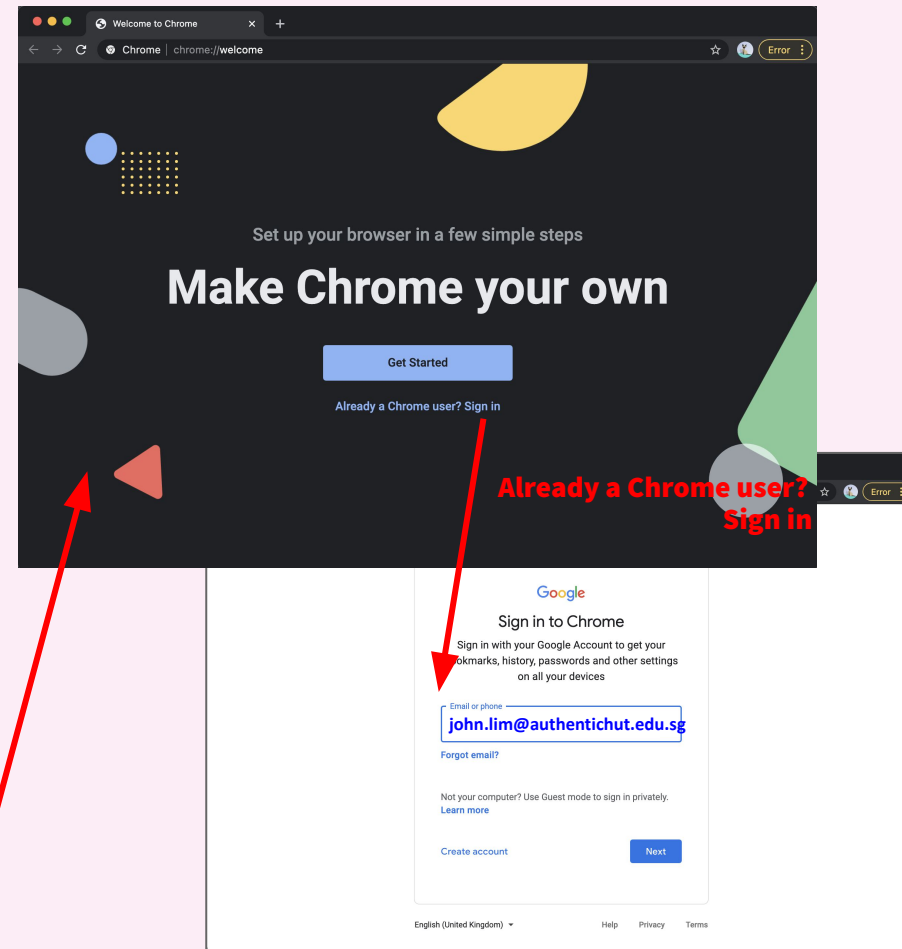 Welcome to Chrome
Chrome | chrome://welcome
Error
Set up your browser in a few simple steps
Make Chrome your own
Get Started
Already a Chrome user? Sign in
Already a Chrome user?
Sign in
Error
Google
Sign in to Chrome
Sign in with your Google Account to get your
okmarks, history, passwords and other settings
on all your devices
Email or phone
john.lim@authentichut.edu.sg
Forgot email?
Not your computer? Use Guest mode to sign in privately.
Learn more
Create account
Next
English (United Kingdom)
Help Privacy Terms